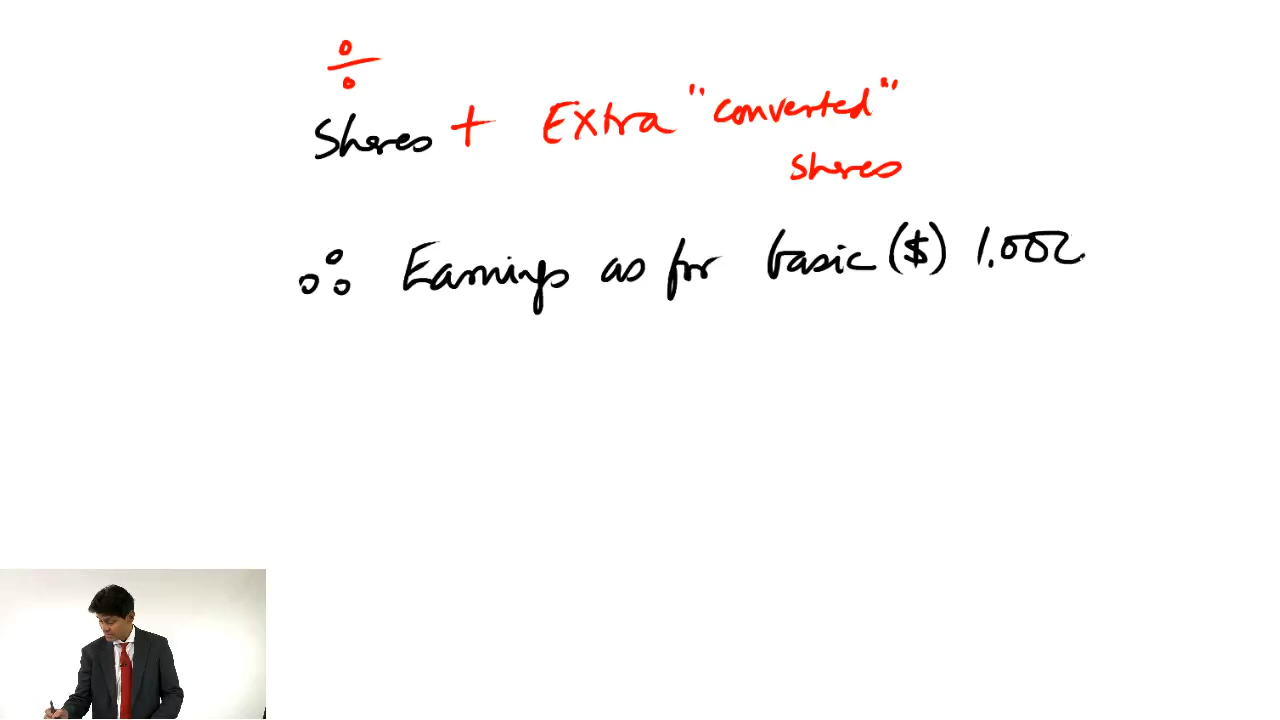 ÷
Shares + Extra "converted"
shares
∴ Earnings as for basic ($) 1.002